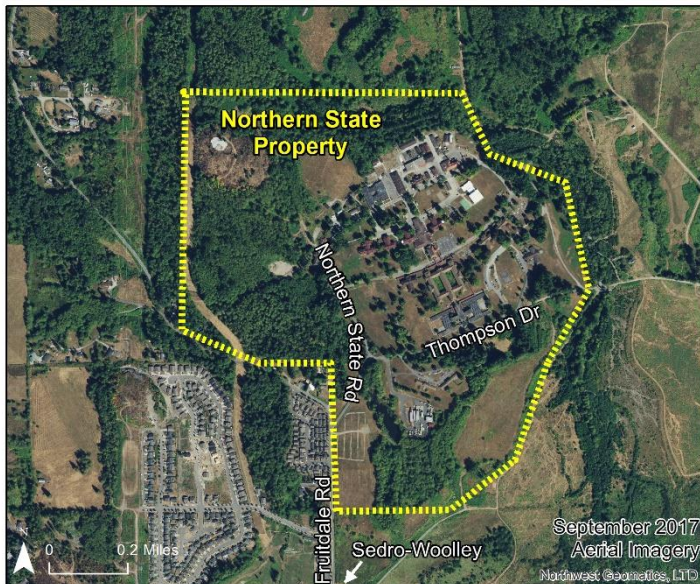 Northern State
Property
Northern State Rd
Thompson Dr
Fruitdale Rd
September 2017
Aerial Imagery
N
0 0.2 Miles
Sedro-Woolley
Northwest Geomatics, LTD